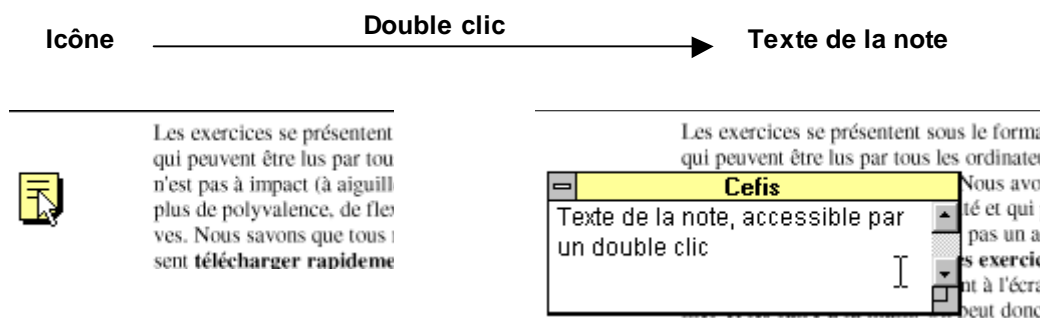 Icône
Double clic
Texte de la note
Les exercices se présentent
qui peuvent être lus par tou
n'est pas à impact (à aiguill
plus de polyvalence, de flex
ves. Nous savons que tous
sent télécharger rapideme
Les exercices se présentent sous le forma
qui peuvent être lus par tous les ordinate
Cefis
Nous avo
Texte de la note, accessible par
té et qui
un double clic
pas un a
s exercic
nt à l'écra
peut donc